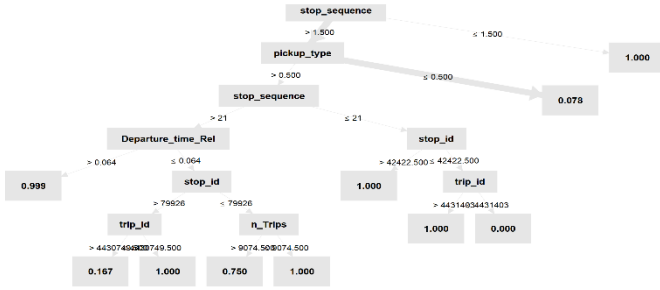 stop_sequence
> 1.500
≤ 1.500
pickup_type
1.000
> 0.500
≤ 0.500
stop_sequence
0.078
> 21
≤ 21
Departure_time_Rel
stop_id
> 0.064
≤ 0.064
> 42422.500
≤ 42422.500
0.999
stop_id
1.000
trip_id
> 79926
≤ 79926
> 4431403
4431403
trip_id
n_Trips
1.000
0.000
> 9074.500
9074.500
0.167
1.000
0.750
1.000